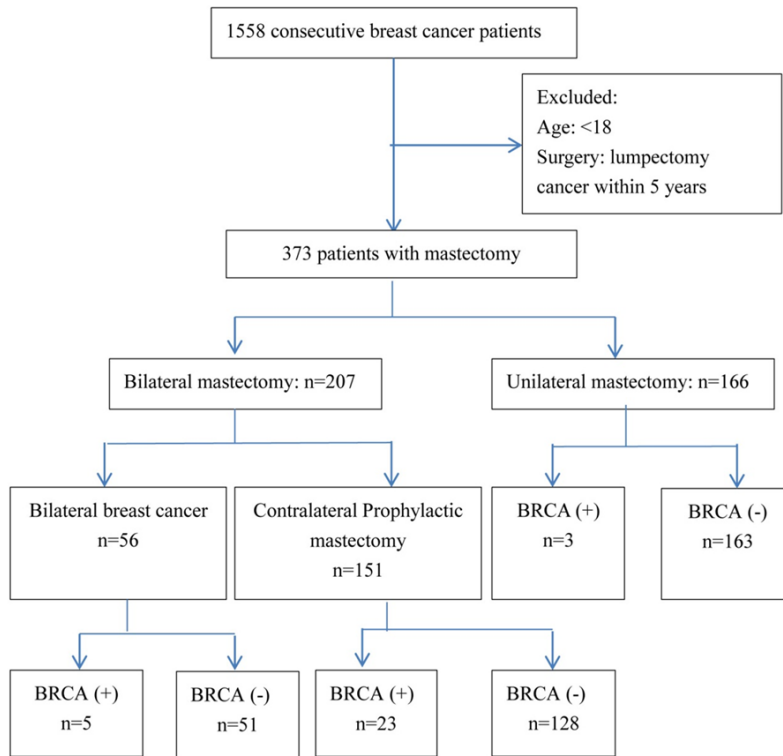 1558 consecutive breast cancer patients
Excluded:
Age: <18
Surgery: lumpectomy
cancer within 5 years
373 patients with mastectomy
Bilateral mastectomy: n=207
Unilateral mastectomy: n=166
Bilateral breast cancer
n=56
Contralateral Prophylactic
mastectomy
n=151
BRCA (+)
n=3
BRCA (-)
n=163
BRCA (+)
n=5
BRCA (-)
n=51
BRCA (+)
n=23
BRCA (-)
n=128